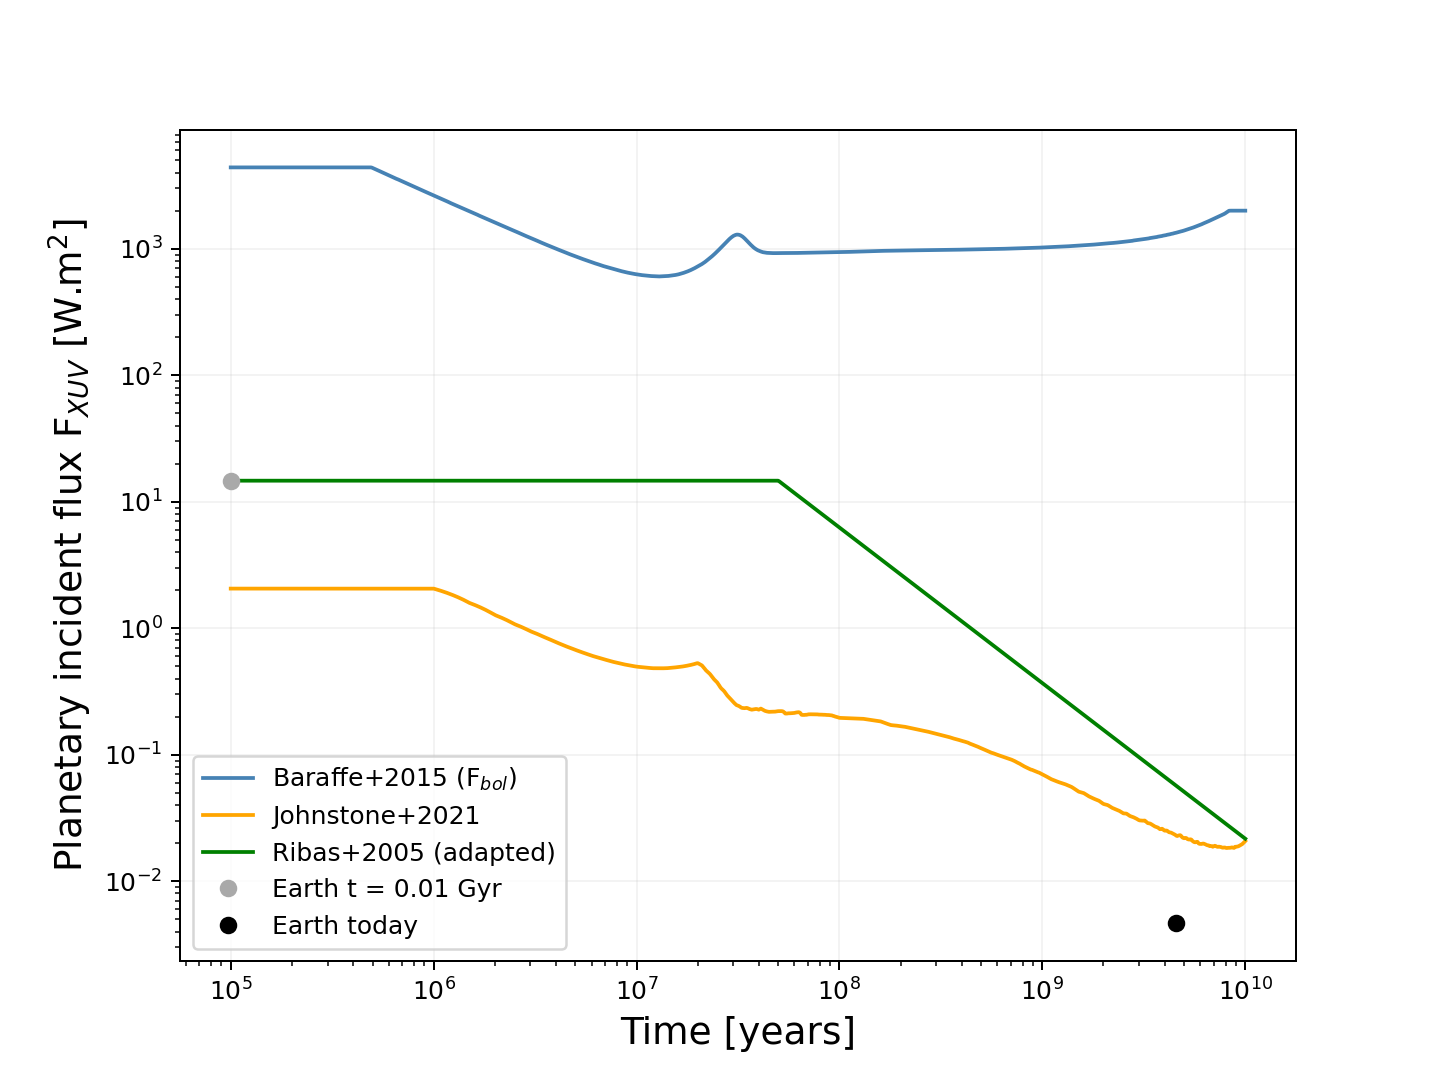 Planetary incident flux F_{XUV} [W.m^2]
10^3
10^2
10^1
10^0
10^{-1}
10^{-2}
Baraffe+2015 (F_{bol})
Johnstone+2021
Ribas+2005 (adapted)
Earth t = 0.01 Gyr
Earth today
10^5 10^6 10^7 10^8 10^9 10^{10}
Time [years]